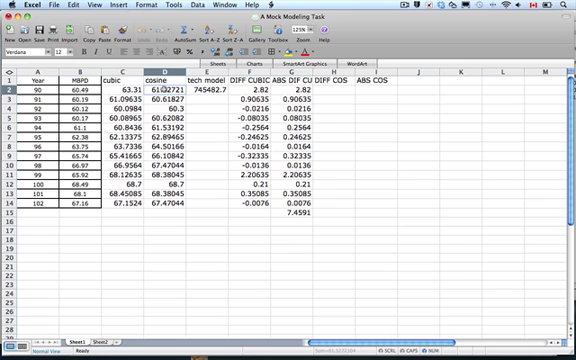 Excel File Edit View Insert Format Tools Data Window Help
A Mock Modeling Task
New Open Save Print Import Copy Paste Format Undo Redo AutoSum Sort A-Z Sort Z-A Gallery Toolbox Zoom Help
125%
Verdana 12
Sheets Charts SmartArt Graphics WordArt
A B C D E F G H I J K L M
1 Year MBPD cubic cosine tech model DIFF CUBIC ABS DIF CU DIFF COS ABS COS
2 90 60.49 63.31 745482.7 2.82 2.82
3 91 60.19 61.09635 60.61827 0.90635 0.90635
4 92 60.12 60.0984 60.3 -0.0216 0.0216
5 93 60.17 60.08965 60.62082 -0.08035 0.08035
6 94 61.1 60.8436 61.53192 -0.2564 0.2564
7 95 62.38 62.13375 62.89465 -0.24625 0.24625
8 96 63.75 63.7336 64.50166 -0.0164 0.0164
9 97 65.74 65.41665 66.10842 -0.32335 0.32335
10 98 66.97 66.9564 67.47044 -0.0136 0.0136
11 99 65.92 68.12635 68.38045 2.20635 2.20635
12 100 68.49 68.7 68.7 0.21 0.21
13 101 68.1 68.45085 68.38045 0.35085 0.35085
14 102 67.16 67.1524 67.47044 -0.0076 0.0076
15 7.4591
16
17
18
19
20
21
22
23
24
25
26
27
28
29
Sheet1 Sheet2
Normal View Ready SCRL CAPS NUM